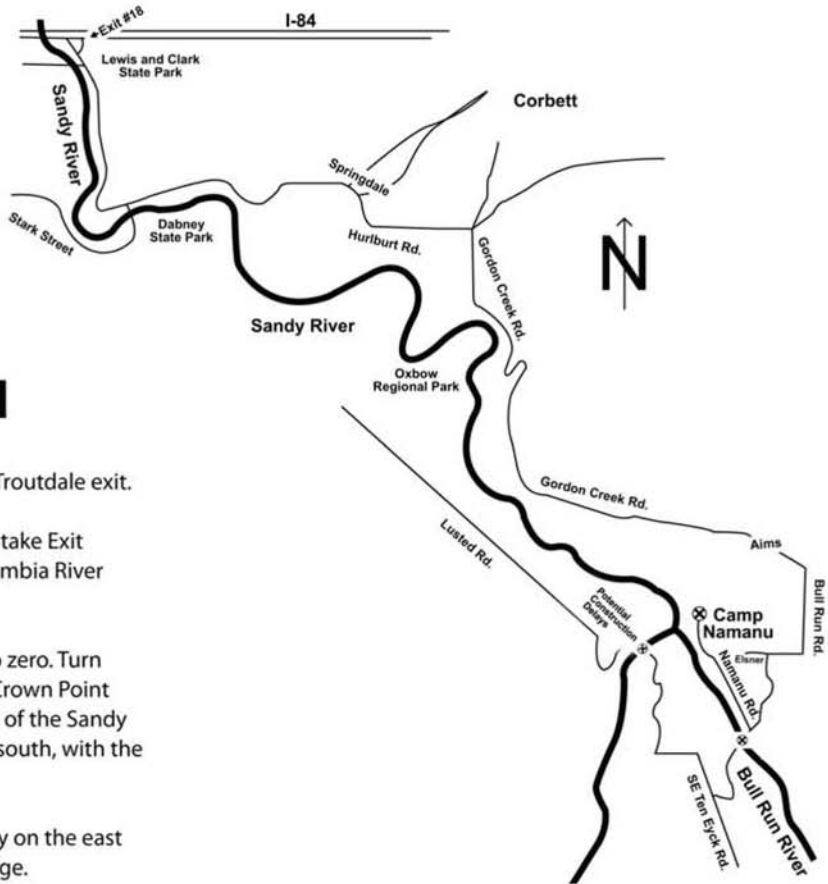 Exit #18
I-84
Lewis and Clark
State Park
Corbett
Sandy River
Springdale
Stark Street
Dabney
State Park
Hurlburt Rd.
Gordon Creek Rd.
N
Sandy River
Oxbow
Regional Park
Troutdale exit.
take Exit
mbia River
zero. Turn
Crown Point
of the Sandy
south, with the
y on the east
ge.
Gordon Creek Rd.
Lusted Rd.
Aims
Bull Run Rd.
Potential
Construction
Delays
Camp
Namanu
Elsner
Namanu Rd.
SE Ten Eyck Rd.
Bull Run River